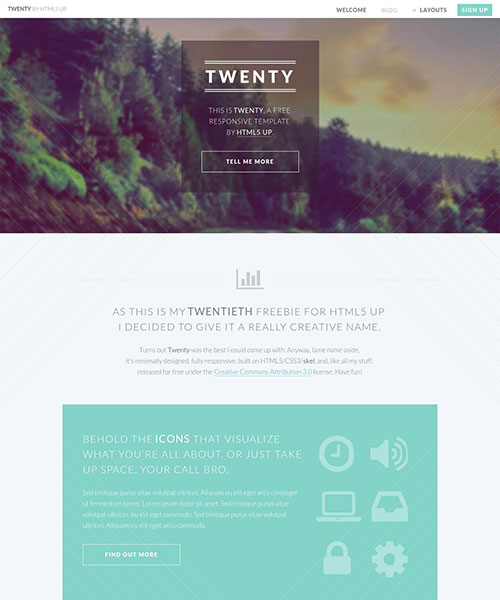 TWENTY BY HTML5 UP
WELCOME BLOG LAYOUTS SIGN UP
TWENTY
THIS IS TWENTY, A FREE
RESPONSIVE TEMPLATE
BY HTML5 UP.
TELL ME MORE
AS THIS IS MY TWENTIETH FREEBIE FOR HTML5 UP
I DECIDED TO GIVE IT A REALLY CREATIVE NAME.
Turns out Twenty was the best I could come up with. Anyway, lame name aside,
it's minimally designed, fully responsive, built on HTML5/CSS3/skel, and, like all my stuff,
released for free under the Creative Commons Attribution 3.0 license. Have fun!
BEHOLD THE ICONS THAT VISUALIZE
WHAT YOU'RE ALL ABOUT. OR JUST TAKE
UP SPACE. YOUR CALL BRO.
Sed tristique purus vitae volutpat ultrices. Aliquam eu elit eget arcu comteger
ut fermentum lorem. Lorem ipsum dolor sit amet. Sed tristique purus vitae
volutpat ultrices. eu elit eget commodo. Sed tristique purus vitae volutpat
ultrices. Aliquam eu elit eget arcu commodo.
FIND OUT MORE